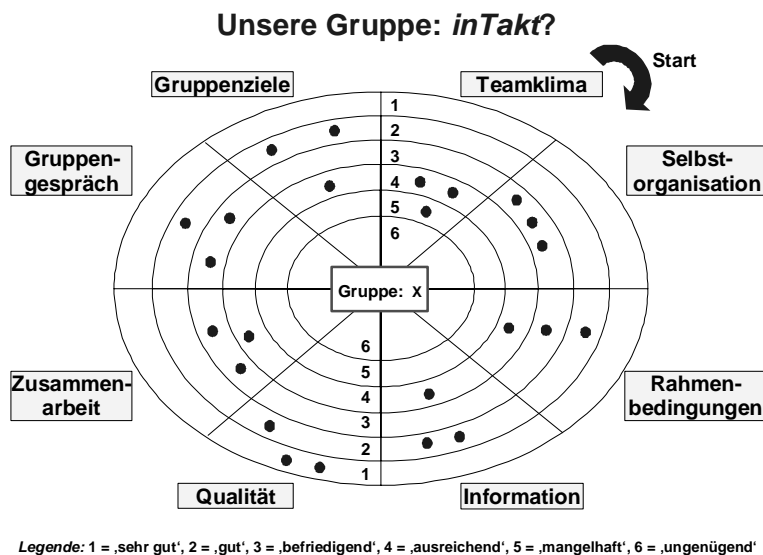 Unsere Gruppe: inTakt?
Start
Gruppenziele
Teamklima
Gruppen-
gespräch
Selbst-
organisation
1
2
3
4
5
6
Gruppe: X
6
5
4
3
2
1
Zusammen-
arbeit
Rahmen-
bedingungen
Qualität
Information
Legende: 1 = ‚sehr gut‘, 2 = ‚gut‘, 3 = ‚befriedigend‘, 4 = ‚ausreichend‘, 5 = ‚mangelhaft‘, 6 = ‚ungenügend‘